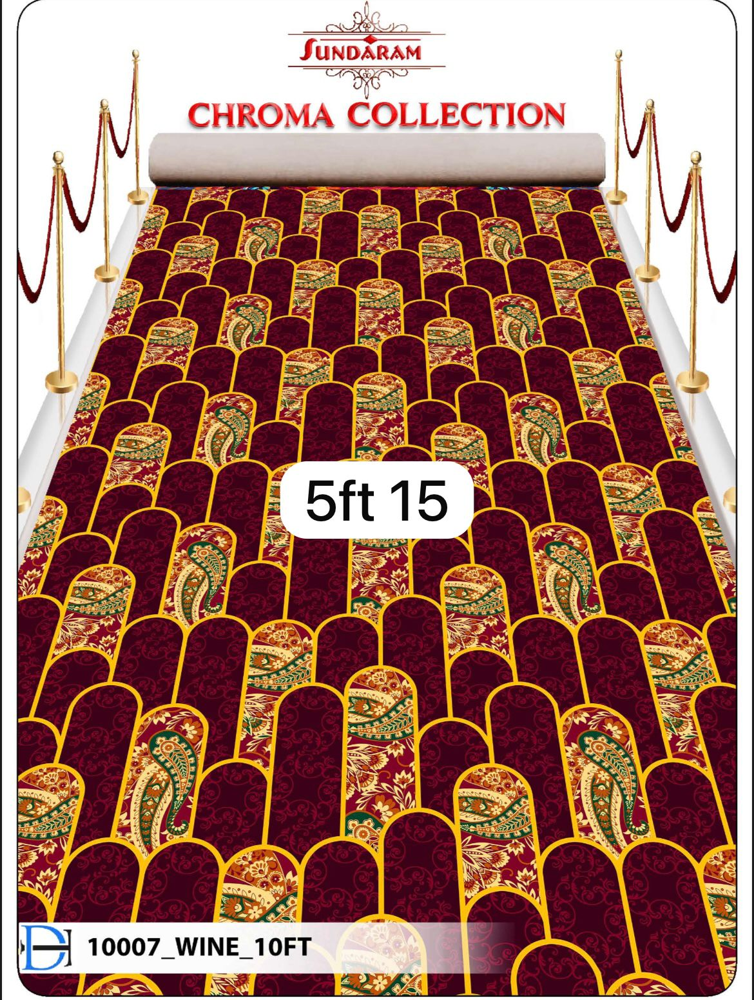 SUNDARAM
CHROMA COLLECTION
5ft 15
10007_WINE_10FT